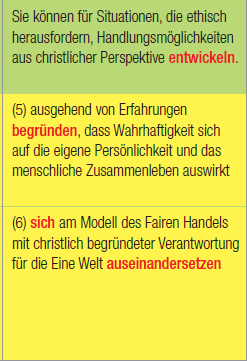 Sie können für Situationen, die ethisch
herausfordern, Handlungsmöglichkeiten
aus christlicher Perspektive entwickeln.
(5) ausgehend von Erfahrungen
begründen, dass Wahrhaftigkeit sich
auf die eigene Persönlichkeit und das
menschliche Zusammenleben auswirkt
(6) sich am Modell des Fairen Handels
mit christlich begründeter Verantwortung
für die Eine Welt auseinandersetzen